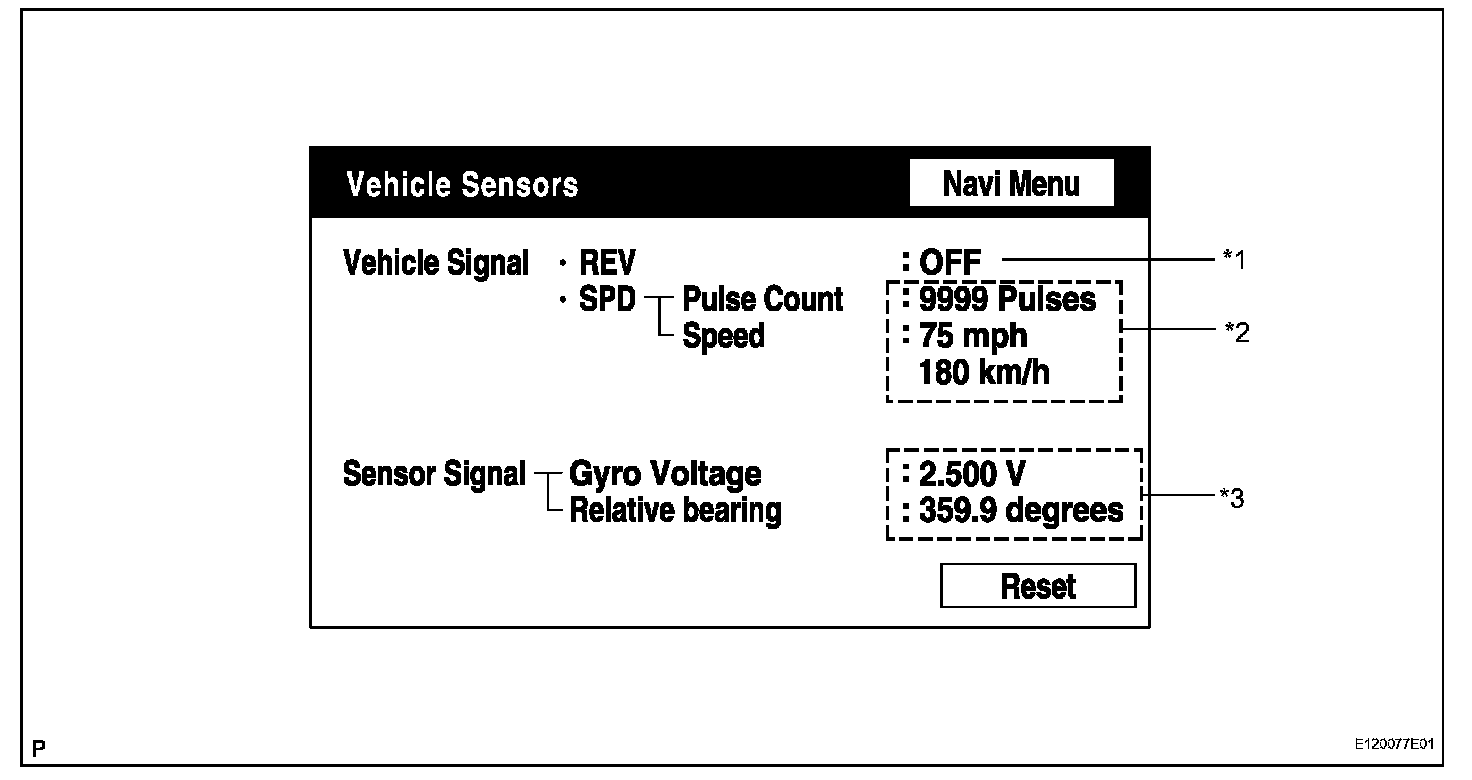 Vehicle Sensors Navi Menu
Vehicle Signal · REV : OFF *1
· SPD Pulse Count : 9999 Pulses
Speed : 75 mph *2
180 km/h
Sensor Signal Gyro Voltage : 2.500 V
Relative bearing : 359.9 degrees *3
Reset
P E120077E01